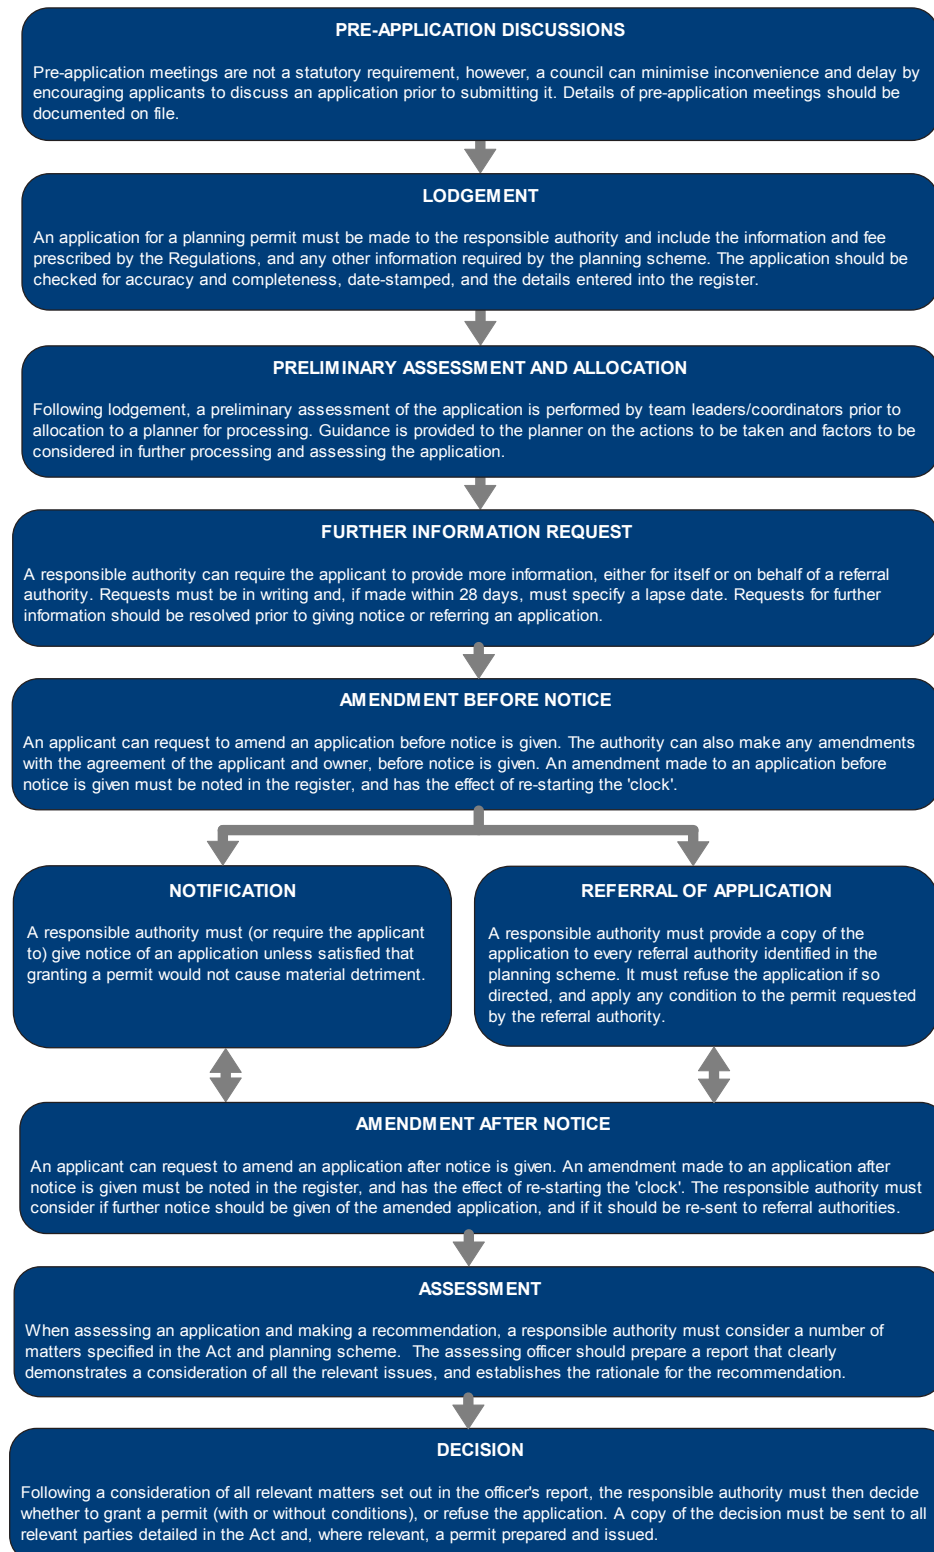 PRE-APPLICATION DISCUSSIONS
Pre-application meetings are not a statutory requirement, however, a council can minimise inconvenience and delay by
encouraging applicants to discuss an application prior to submitting it. Details of pre-application meetings should be
documented on file.
LODGEMENT
An application for a planning permit must be made to the responsible authority and include the information and fee
prescribed by the Regulations, and any other information required by the planning scheme. The application should be
checked for accuracy and completeness, date-stamped, and the details entered into the register.
PRELIMINARY ASSESSMENT AND ALLOCATION
Following lodgement, a preliminary assessment of the application is performed by team leaders/coordinators prior to
allocation to a planner for processing. Guidance is provided to the planner on the actions to be taken and factors to be
considered in further processing and assessing the application.
FURTHER INFORMATION REQUEST
A responsible authority can require the applicant to provide more information, either for itself or on behalf of a referral
authority. Requests must be in writing and, if made within 28 days, must specify a lapse date. Requests for further
information should be resolved prior to giving notice or referring an application.
AMENDMENT BEFORE NOTICE
An applicant can request to amend an application before notice is given. The authority can also make any amendments
with the agreement of the applicant and owner, before notice is given. An amendment made to an application before
notice is given must be noted in the register, and has the effect of re-starting the 'clock'.
NOTIFICATION
A responsible authority must (or require the applicant
to) give notice of an application unless satisfied that
granting a permit would not cause material detriment.
REFERRAL OF APPLICATION
A responsible authority must provide a copy of the
application to every referral authority identified in the
planning scheme. It must refuse the application if so
directed, and apply any condition to the permit requested
by the referral authority.
AMENDMENT AFTER NOTICE
An applicant can request to amend an application after notice is given. An amendment made to an application after
notice is given must be noted in the register, and has the effect of re-starting the 'clock'. The responsible authority must
consider if further notice should be given of the amended application, and if it should be re-sent to referral authorities.
ASSESSMENT
When assessing an application and making a recommendation, a responsible authority must consider a number of
matters specified in the Act and planning scheme. The assessing officer should prepare a report that clearly
demonstrates a consideration of all the relevant issues, and establishes the rationale for the recommendation.
DECISION
Following a consideration of all relevant matters set out in the officer's report, the responsible authority must then decide
whether to grant a permit (with or without conditions), or refuse the application. A copy of the decision must be sent to all
relevant parties detailed in the Act and, where relevant, a permit prepared and issued.